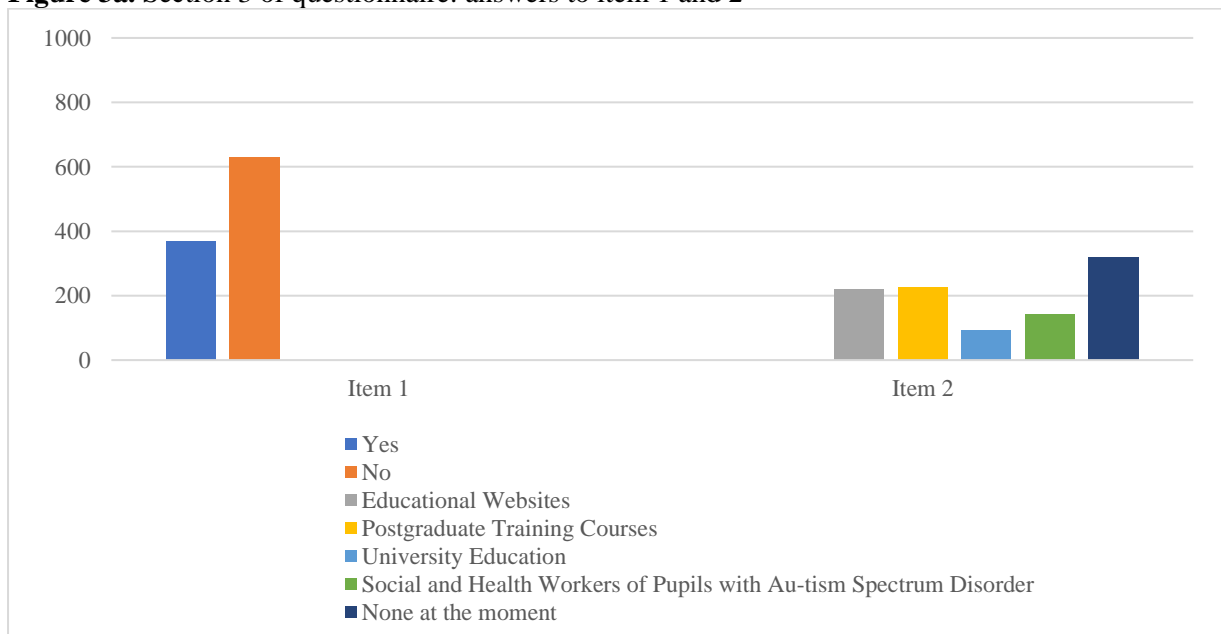 Figure 3a. Section 3 of questionnaire: answers to item 1 and 2
1000
800
600
400
200
0
Item 1 Item 2
Yes
No
Educational Websites
Postgraduate Training Courses
University Education
Social and Health Workers of Pupils with Au-tism Spectrum Disorder
None at the moment